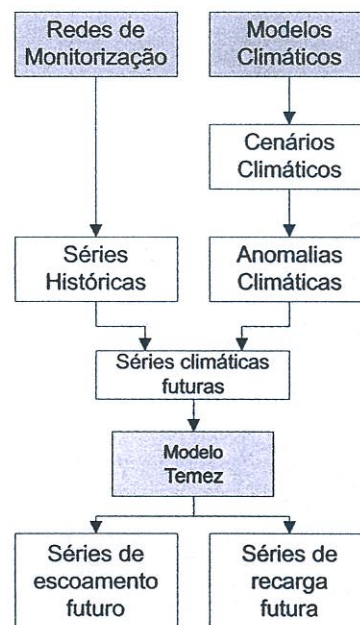 Redes de
Monitorização
Modelos
Climáticos
Cenários
Climáticos
Séries
Históricas
Anomalias
Climáticas
Séries climáticas
futuras
Modelo
Temez
Séries de
escoamento
futuro
Séries de
recarga
futura